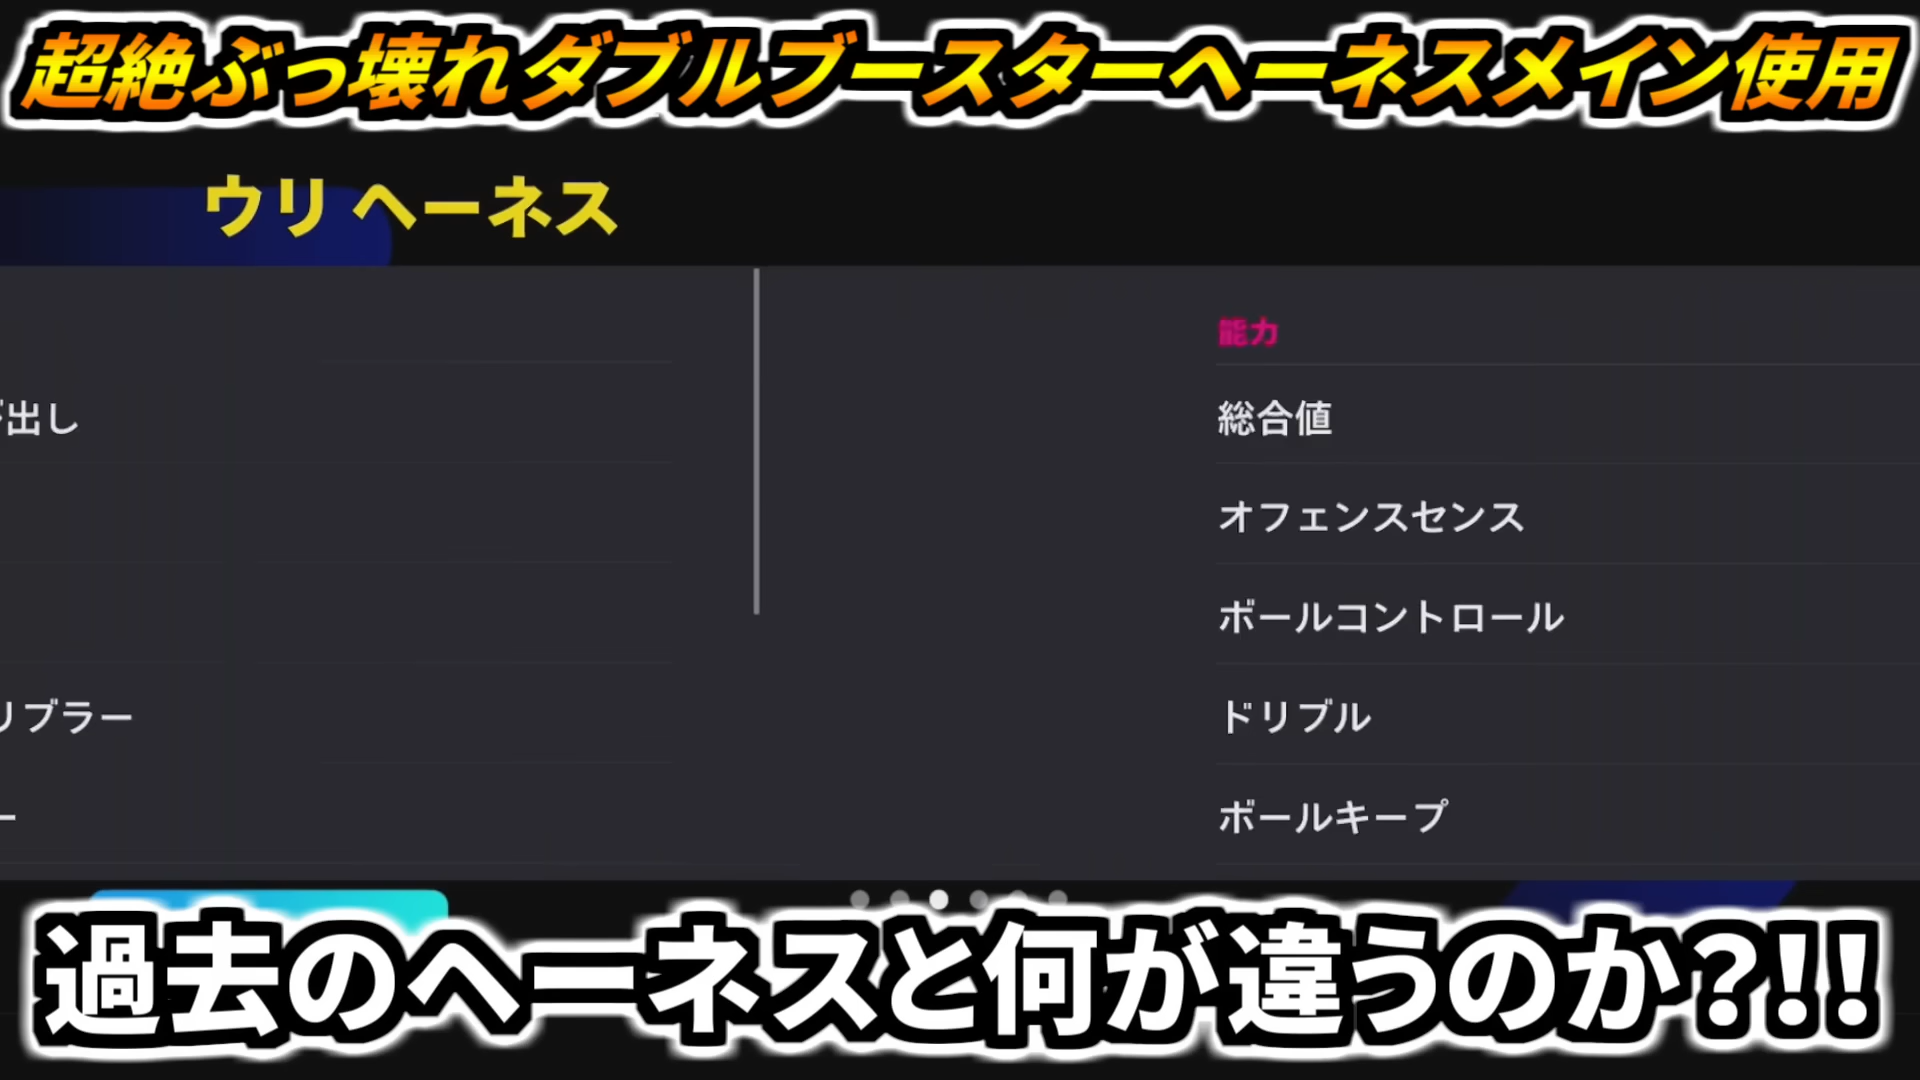 超絶ぶっ壊れダブルブースターヘーネスメイン使用
ウリ ヘーネス
能力
出し
総合値
オフェンスセンス
ボールコントロール
リブラー
ドリブル
ー
ボールキープ
過去のヘーネスと何が違うのか?!!